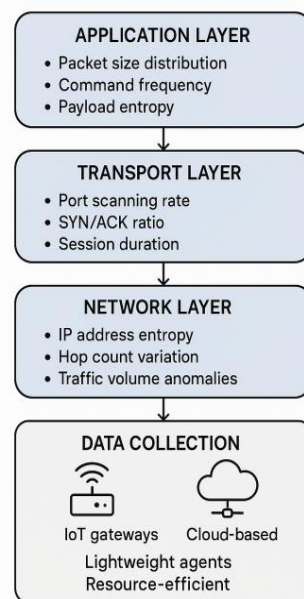 APPLICATION LAYER
• Packet size distribution
• Command frequency
• Payload entropy
TRANSPORT LAYER
• Port scanning rate
• SYN/ACK ratio
• Session duration
NETWORK LAYER
• IP address entropy
• Hop count variation
• Traffic volume anomalies
DATA COLLECTION
IoT gateways
Cloud-based
Lightweight agents
Resource-efficient